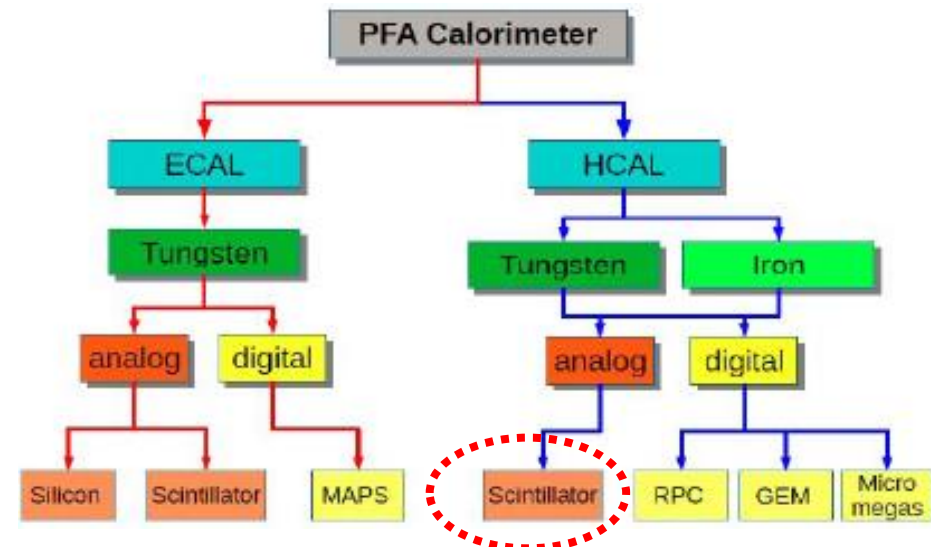 PFA Calorimeter
ECAL
HCAL
Tungsten
Tungsten
Iron
analog
digital
analog
digital
Silicon
Scintillator
MAPS
Scintillator
RPC
GEM
Micro
megas